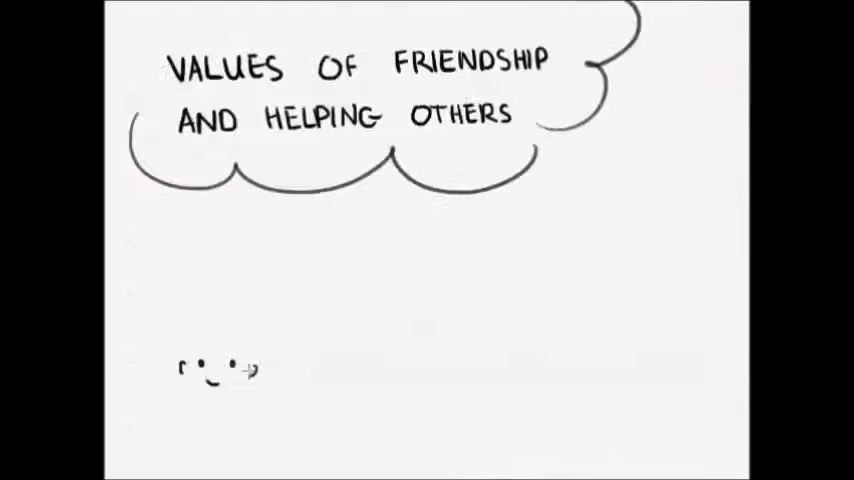 VALUES OF FRIENDSHIP
AND HELPING OTHERS